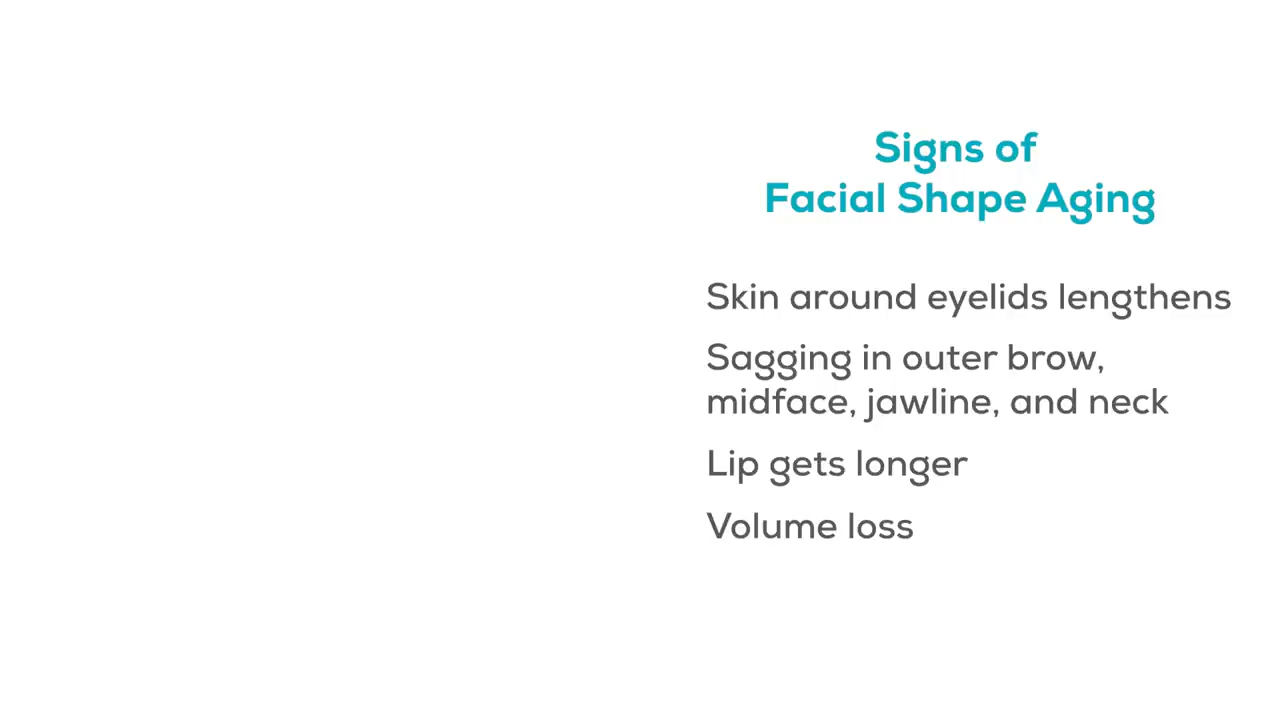 Signs of
Facial Shape Aging
Skin around eyelids lengthens
Sagging in outer brow,
midface, jawline, and neck
Lip gets longer
Volume loss